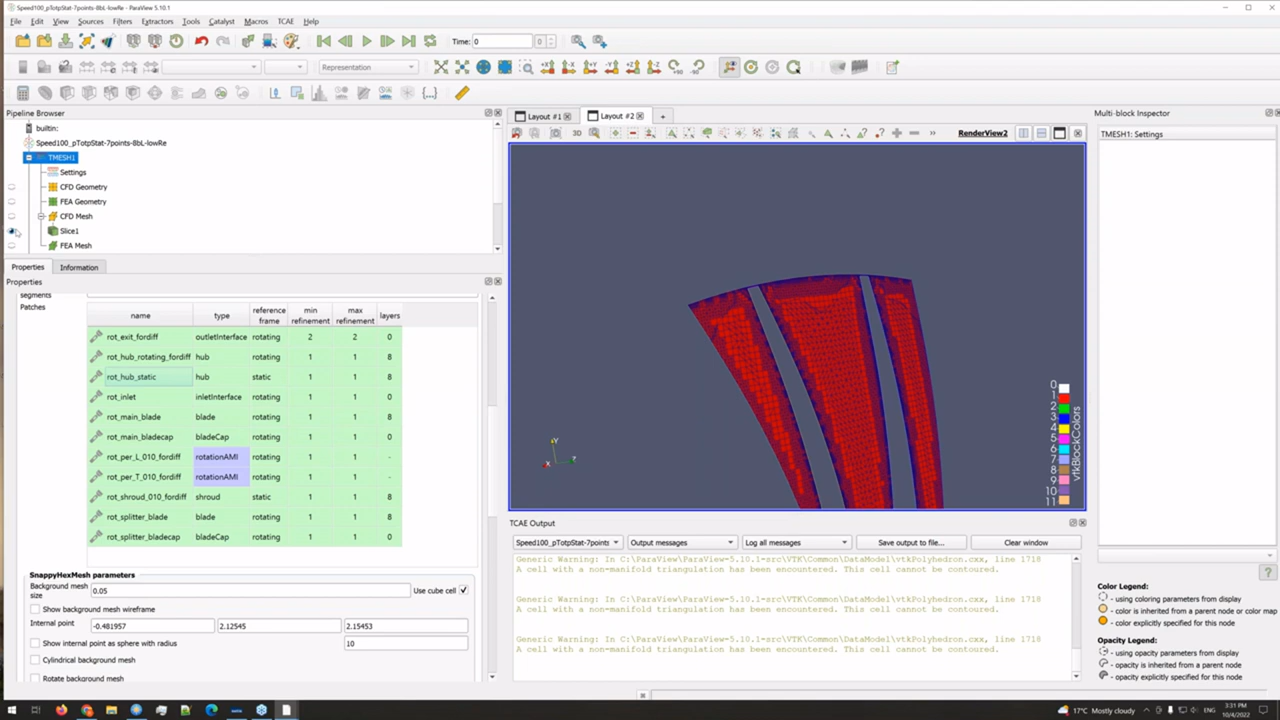 Speed100_pTotpStat-7points-8bL-lowRe - ParaView 5.10.1
File Edit View Sources Filters Extractors Tools Catalyst Macros TCAE Help
Time: 0
0
Representation
Pipeline Browser
builtin:
Speed100_pTotpStat-7points-8bL-lowRe
TMESH1
Settings
CFD Geometry
FEA Geometry
CFD Mesh
Slice1
FEA Mesh
Properties Information
Properties
segments
Patches
name type reference frame min refinement max refinement layers
rot_exit_fordiff outletInterface rotating 2 2 0
rot_hub_rotating_fordiff hub rotating 1 1 8
rot_hub_static hub static 1 1 8
rot_inlet inletInterface rotating 1 1 0
rot_main_blade blade rotating 1 1 8
rot_main_bladecap bladeCap rotating 1 1 0
rot_per_L_010_fordiff rotationAMI rotating 1 1 -
rot_per_T_010_fordiff rotationAMI rotating 1 1 -
rot_shroud_010_fordiff shroud static 1 1 8
rot_splitter_blade blade rotating 1 1 8
rot_splitter_bladecap bladeCap rotating 1 1 0
SnappyHexMesh parameters
Background mesh size 0.05 Use cube cell
Show background mesh wireframe
Internal point -0.481957 2.12545 2.15453
Show internal point as sphere with radius 10
Cylindrical background mesh
Rotate background mesh
Layout #1 Layout #2 +
3D
RenderView2
Y
X
Z
0
1
2
3
4
5
6
7
8
9
10
11
vtkBlockColors
TCAE Output
Speed100_pTotpStat-7points Output messages Log all messages Save output to file... Clear window
Generic Warning: In C:\ParaView\ParaView-5.10.1-src\VTK\Common\DataModel\vtkPolyhedron.cxx, line 1718
A cell with a non-manifold triangulation has been encountered. This cell cannot be contoured.
Generic Warning: In C:\ParaView\ParaView-5.10.1-src\VTK\Common\DataModel\vtkPolyhedron.cxx, line 1718
A cell with a non-manifold triangulation has been encountered. This cell cannot be contoured.
Generic Warning: In C:\ParaView\ParaView-5.10.1-src\VTK\Common\DataModel\vtkPolyhedron.cxx, line 1718
A cell with a non-manifold triangulation has been encountered. This cell cannot be contoured.
Multi-block Inspector
TMESH1: Settings
?
Color Legend:
- using coloring parameters from display
- color is inherited from a parent node or color map
- color explicitly specified for this node
Opacity Legend:
- using opacity parameters from display
- opacity is inherited from a parent node
- opacity explicitly specified for this node
17°C Mostly cloudy
ENG
3:31 PM
10/4/2022